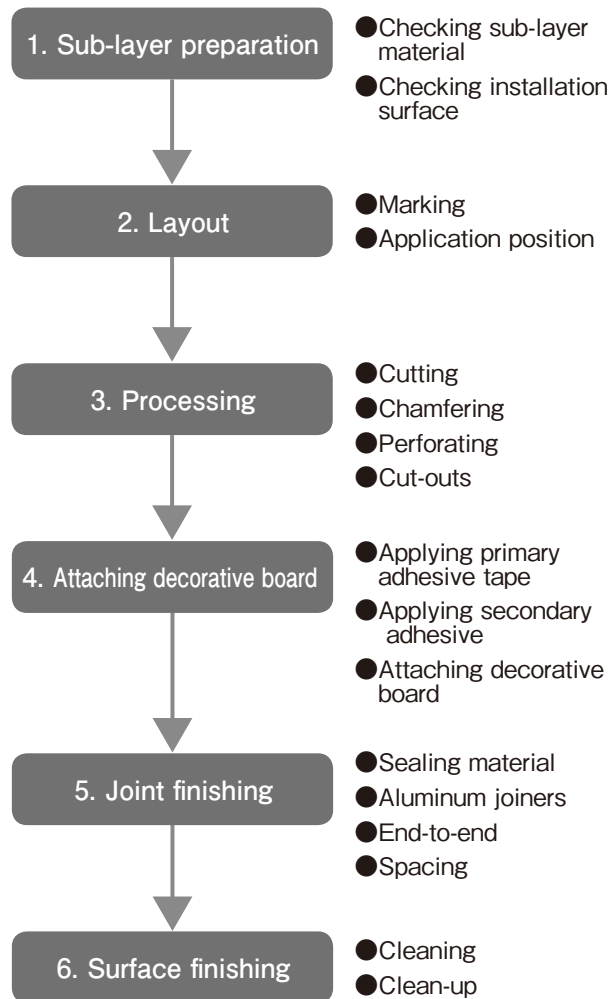 1. Sub-layer preparation
●Checking sub-layer
material
●Checking installation
surface
2. Layout
●Marking
●Application position
3. Processing
●Cutting
●Chamfering
●Perforating
●Cut-outs
4. Attaching decorative board
●Applying primary
adhesive tape
●Applying secondary
adhesive
●Attaching decorative
board
5. Joint finishing
●Sealing material
●Aluminum joiners
●End-to-end
●Spacing
6. Surface finishing
●Cleaning
●Clean-up